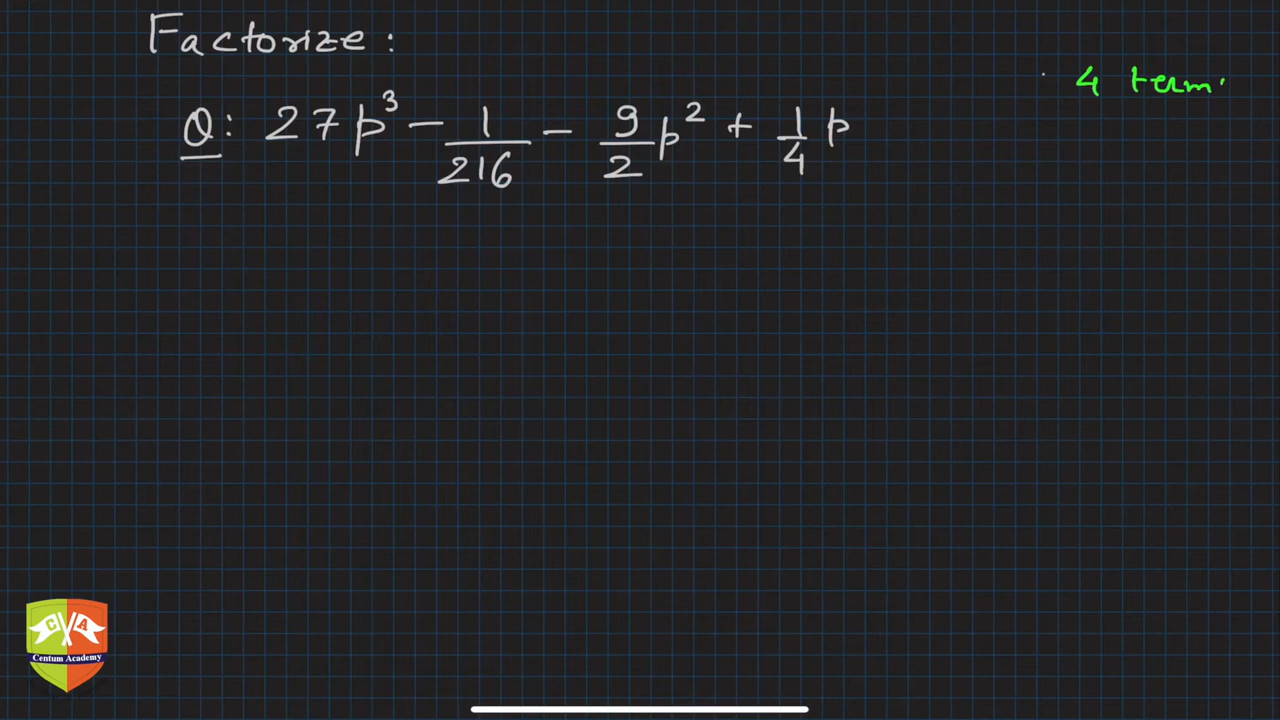 Factorize:
4 term.
Q: 27p³ - 1/216 - 9/2 p² + 1/4 p
C A
Centum Academy